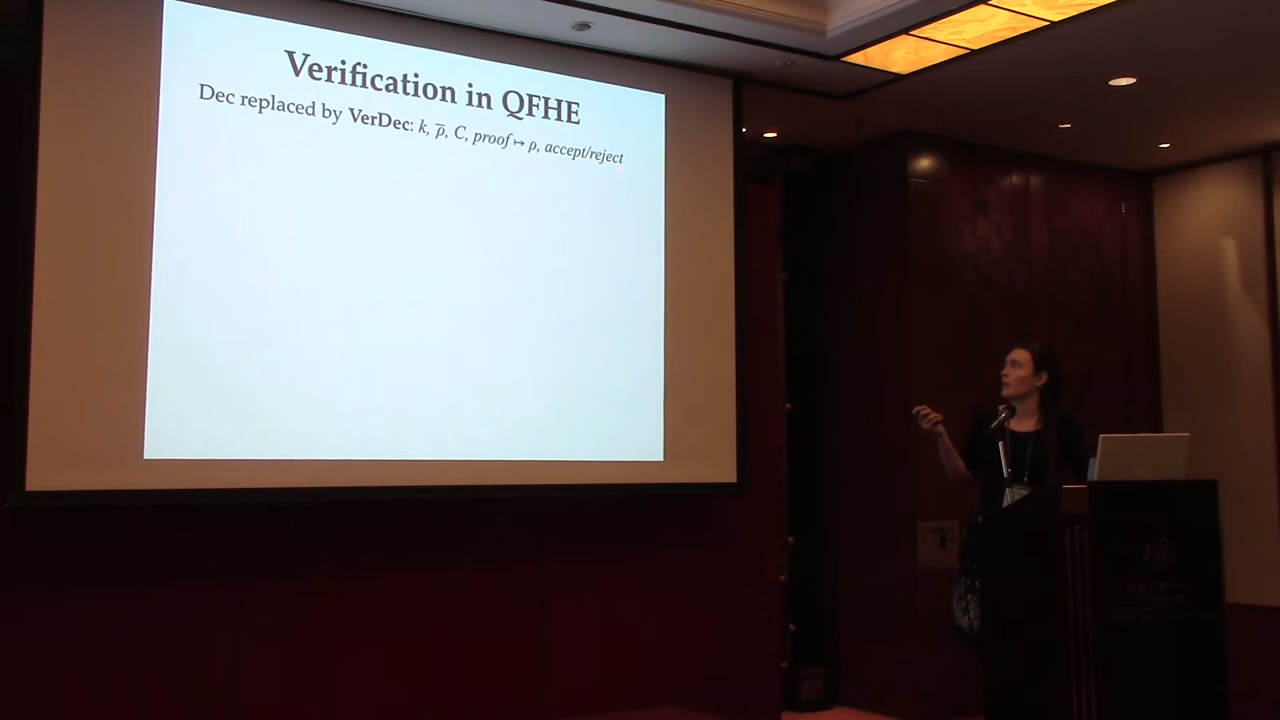 Verification in QFHE
Dec replaced by VerDec: k, ρ̅, C, proof ↦ ρ, accept/reject